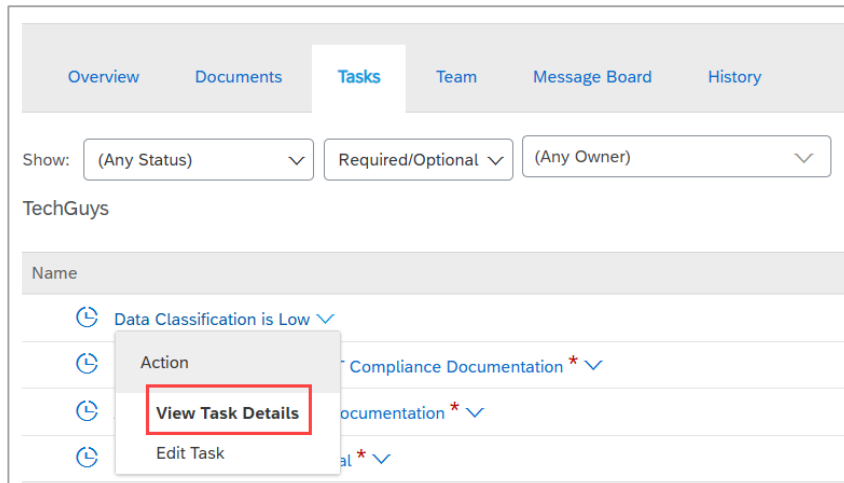 Overview Documents Tasks Team Message Board History
Show: (Any Status) Required/Optional (Any Owner)
TechGuys
Name
Data Classification is Low
Action
Compliance Documentation *
View Task Details
ocumentation *
Edit Task
al *